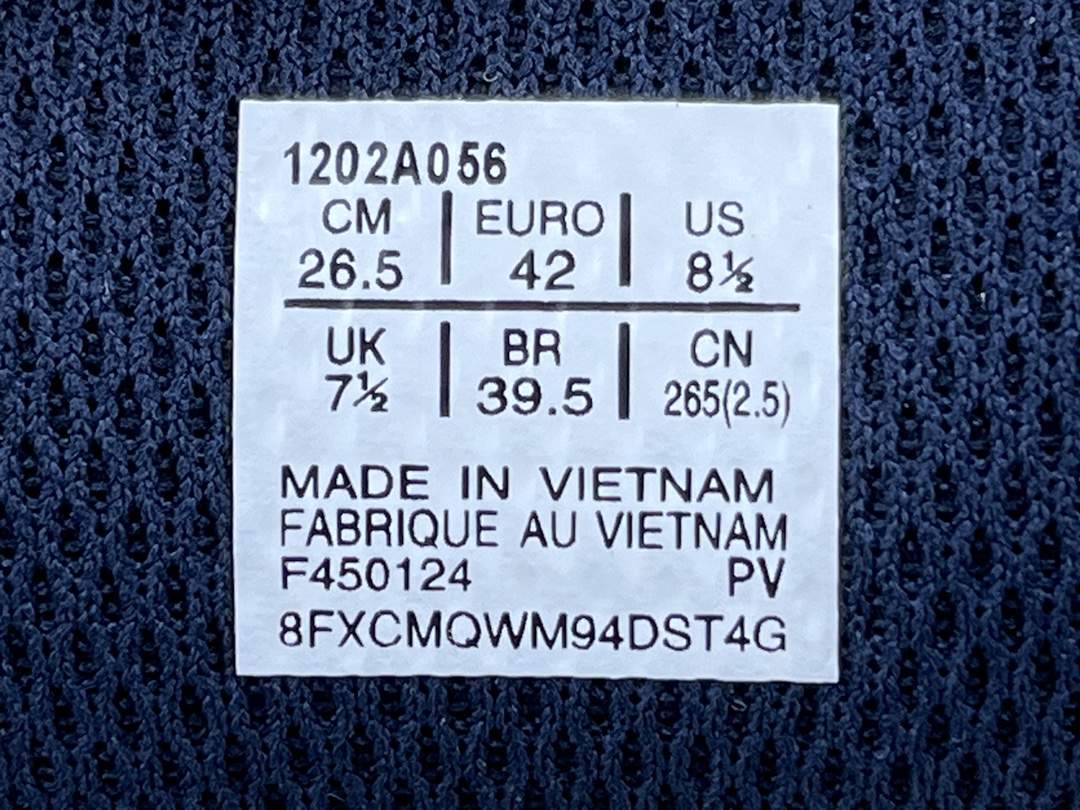 1202A056
CM | EURO | US
26.5 | 42 | 8½
UK | BR | CN
7½ | 39.5 | 265(2.5)
MADE IN VIETNAM
FABRIQUE AU VIETNAM
F450124 PV
8FXCMQWM94DST4G